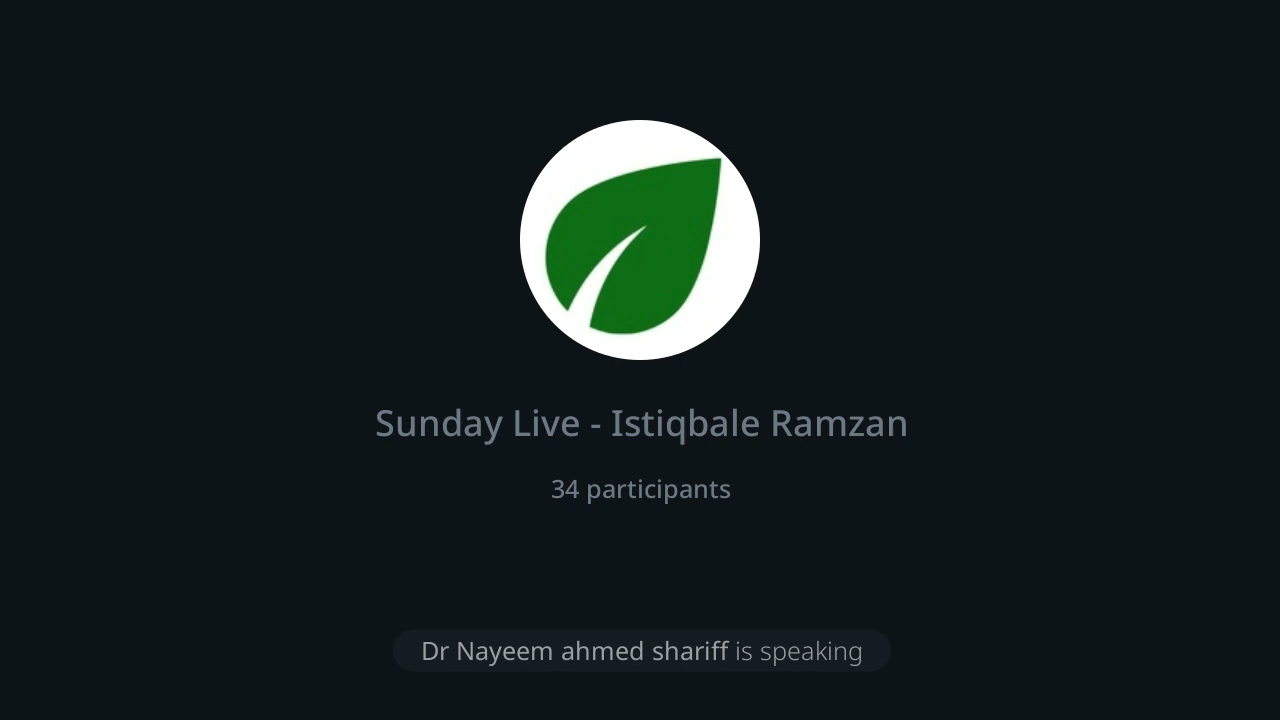 Sunday Live - Istiqbale Ramzan
34 participants
Dr Nayeem ahmed shariff is speaking